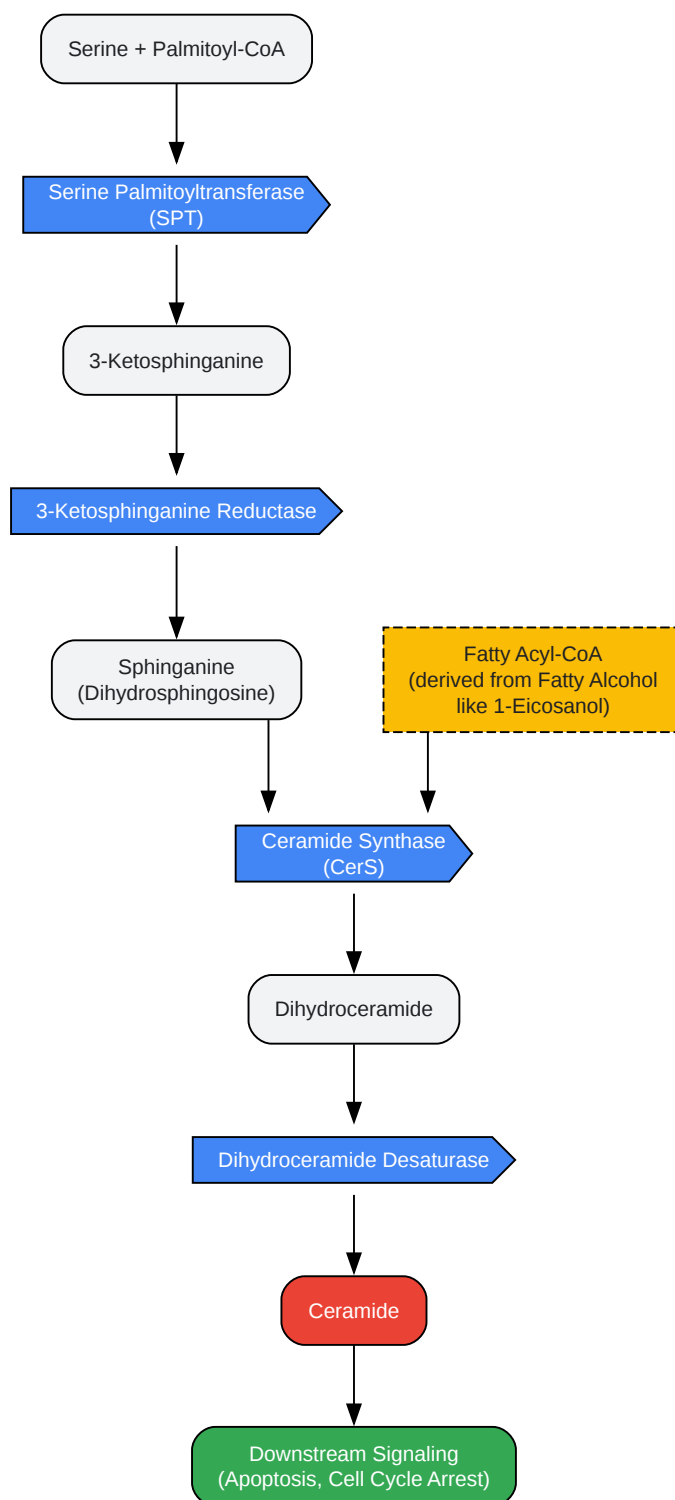 Serine + Palmitoyl-CoA
Serine Palmitoyltransferase
(SPT)
3-Ketosphinganine
3-Ketosphinganine Reductase
Sphinganine
(Dihydrosphingosine)
Fatty Acyl-CoA
(derived from Fatty Alcohol
like 1-Eicosanol)
Ceramide Synthase
(CerS)
Dihydroceramide
Dihydroceramide Desaturase
Ceramide
Downstream Signaling
(Apoptosis, Cell Cycle Arrest)